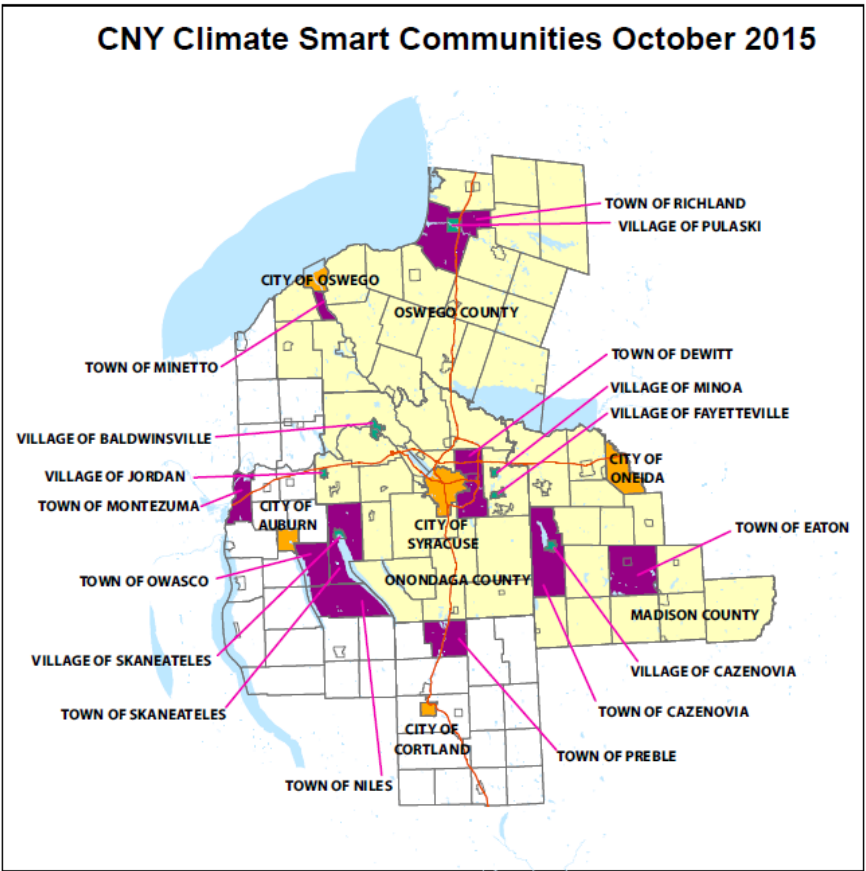 CNY Climate Smart Communities October 2015
TOWN OF RICHLAND
VILLAGE OF PULASKI
CITY OF OSWEGO
OSWEGO COUNTY
TOWN OF MINETTO
TOWN OF DEWITT
VILLAGE OF MINOA
VILLAGE OF FAYETTEVILLE
VILLAGE OF BALDWINSVILLE
CITY OF
ONEIDA
VILLAGE OF JORDAN
TOWN OF MONTEZUMA
CITY OF
AUBURN
CITY OF
SYRACUSE
TOWN OF EATON
TOWN OF OWASCO
ONONDAGA COUNTY
MADISON COUNTY
VILLAGE OF SKANEATELES
VILLAGE OF CAZENOVIA
TOWN OF SKANEATELES
TOWN OF CAZENOVIA
CITY OF
CORTLAND
TOWN OF PREBLE
TOWN OF NILES